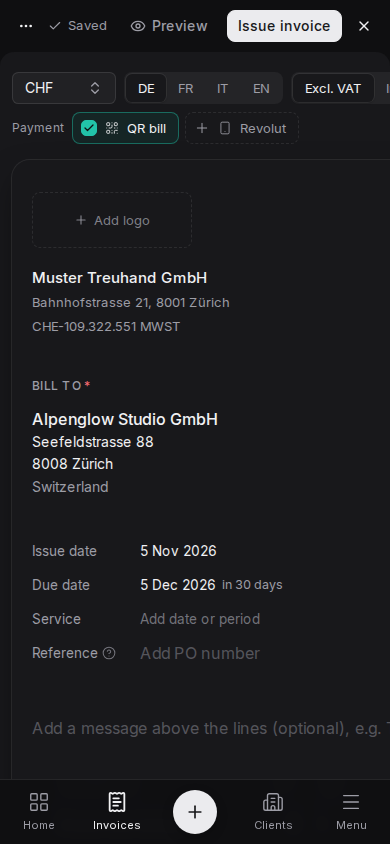 Saved Preview Issue invoice
CHF DE FR IT EN Excl. VAT
Payment QR bill Revolut
Add logo
Muster Treuhand GmbH
Bahnhofstrasse 21, 8001 Zürich
CHE-109.322.551 MWST
BILL TO *
Alpenglow Studio GmbH
Seefeldstrasse 88
8008 Zürich
Switzerland
Issue date 5 Nov 2026
Due date 5 Dec 2026 in 30 days
Service Add date or period
Reference Add PO number
Add a message above the lines (optional), e.g.
Home Invoices Clients Menu